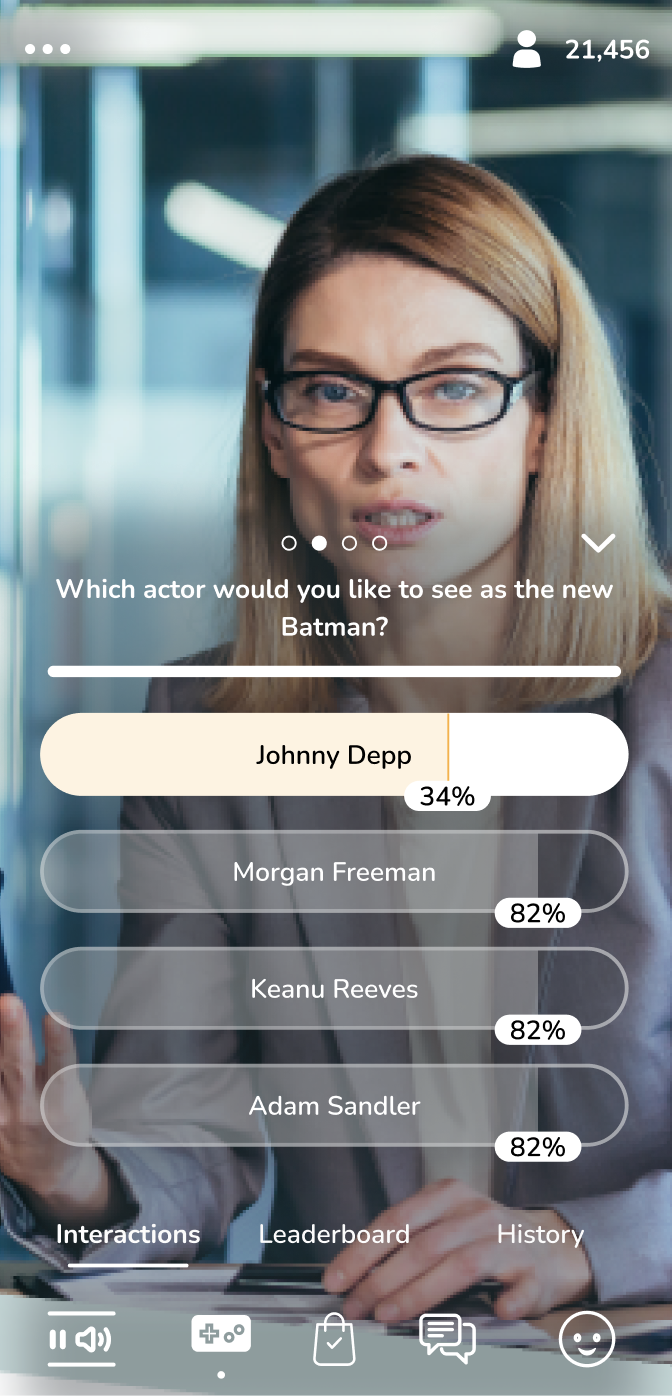 21,456
Which actor would you like to see as the new
Batman?
Johnny Depp
34%
Morgan Freeman
82%
Keanu Reeves
82%
Adam Sandler
82%
Interactions Leaderboard History